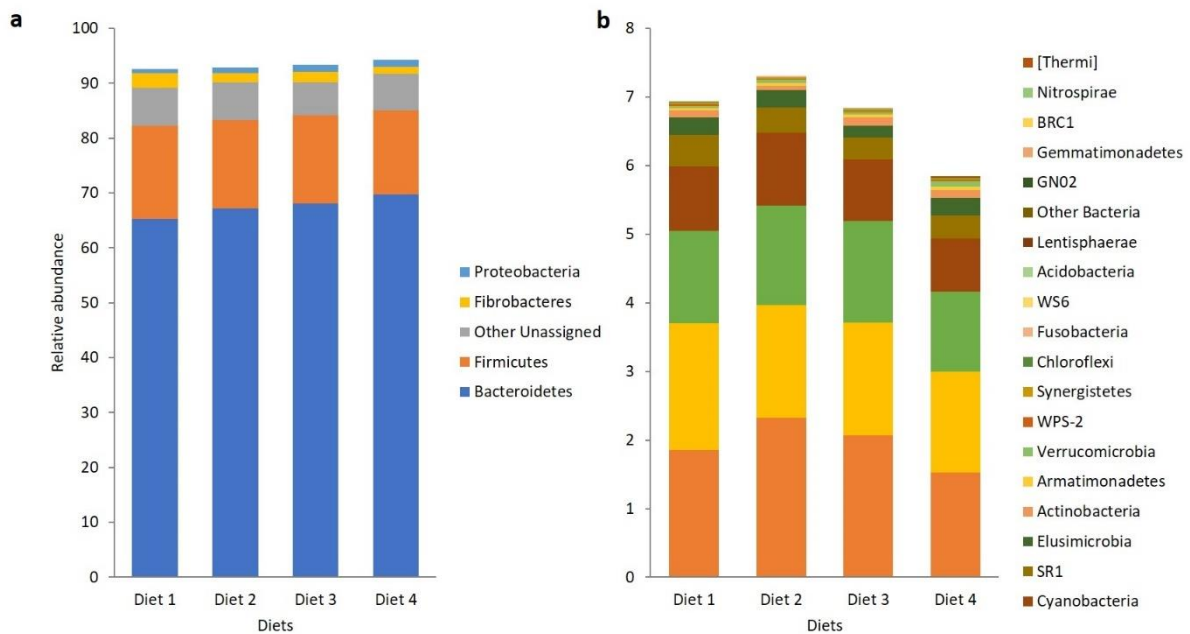 a
100
90
80
70
60
50
40
30
20
10
0
Relative abundance
Diet 1 Diet 2 Diet 3 Diet 4
Diets
Proteobacteria
Fibrobacteres
Other Unassigned
Firmicutes
Bacteroidetes
b
8
7
6
5
4
3
2
1
0
Diet 1 Diet 2 Diet 3 Diet 4
Diets
[Thermi]
Nitrospirae
BRC1
Gemmatimonadetes
GN02
Other Bacteria
Lentisphaerae
Acidobacteria
WS6
Fusobacteria
Chloroflexi
Synergistetes
WPS-2
Verrucomicrobia
Armatimonadetes
Actinobacteria
Elusimicrobia
SR1
Cyanobacteria